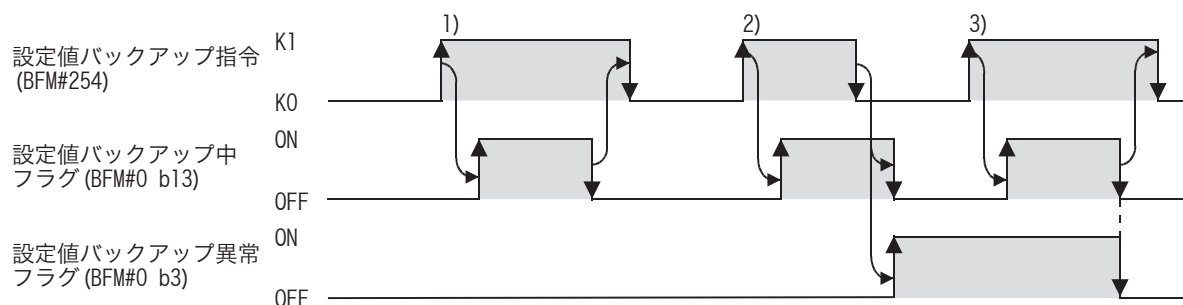 1)
2)
3)
設定値バックアップ指令
(BFM#254)
K1
K0
設定値バックアップ中
フラグ(BFM#0 b13)
ON
OFF
設定値バックアップ異常
フラグ(BFM#0 b3)
ON
OFF